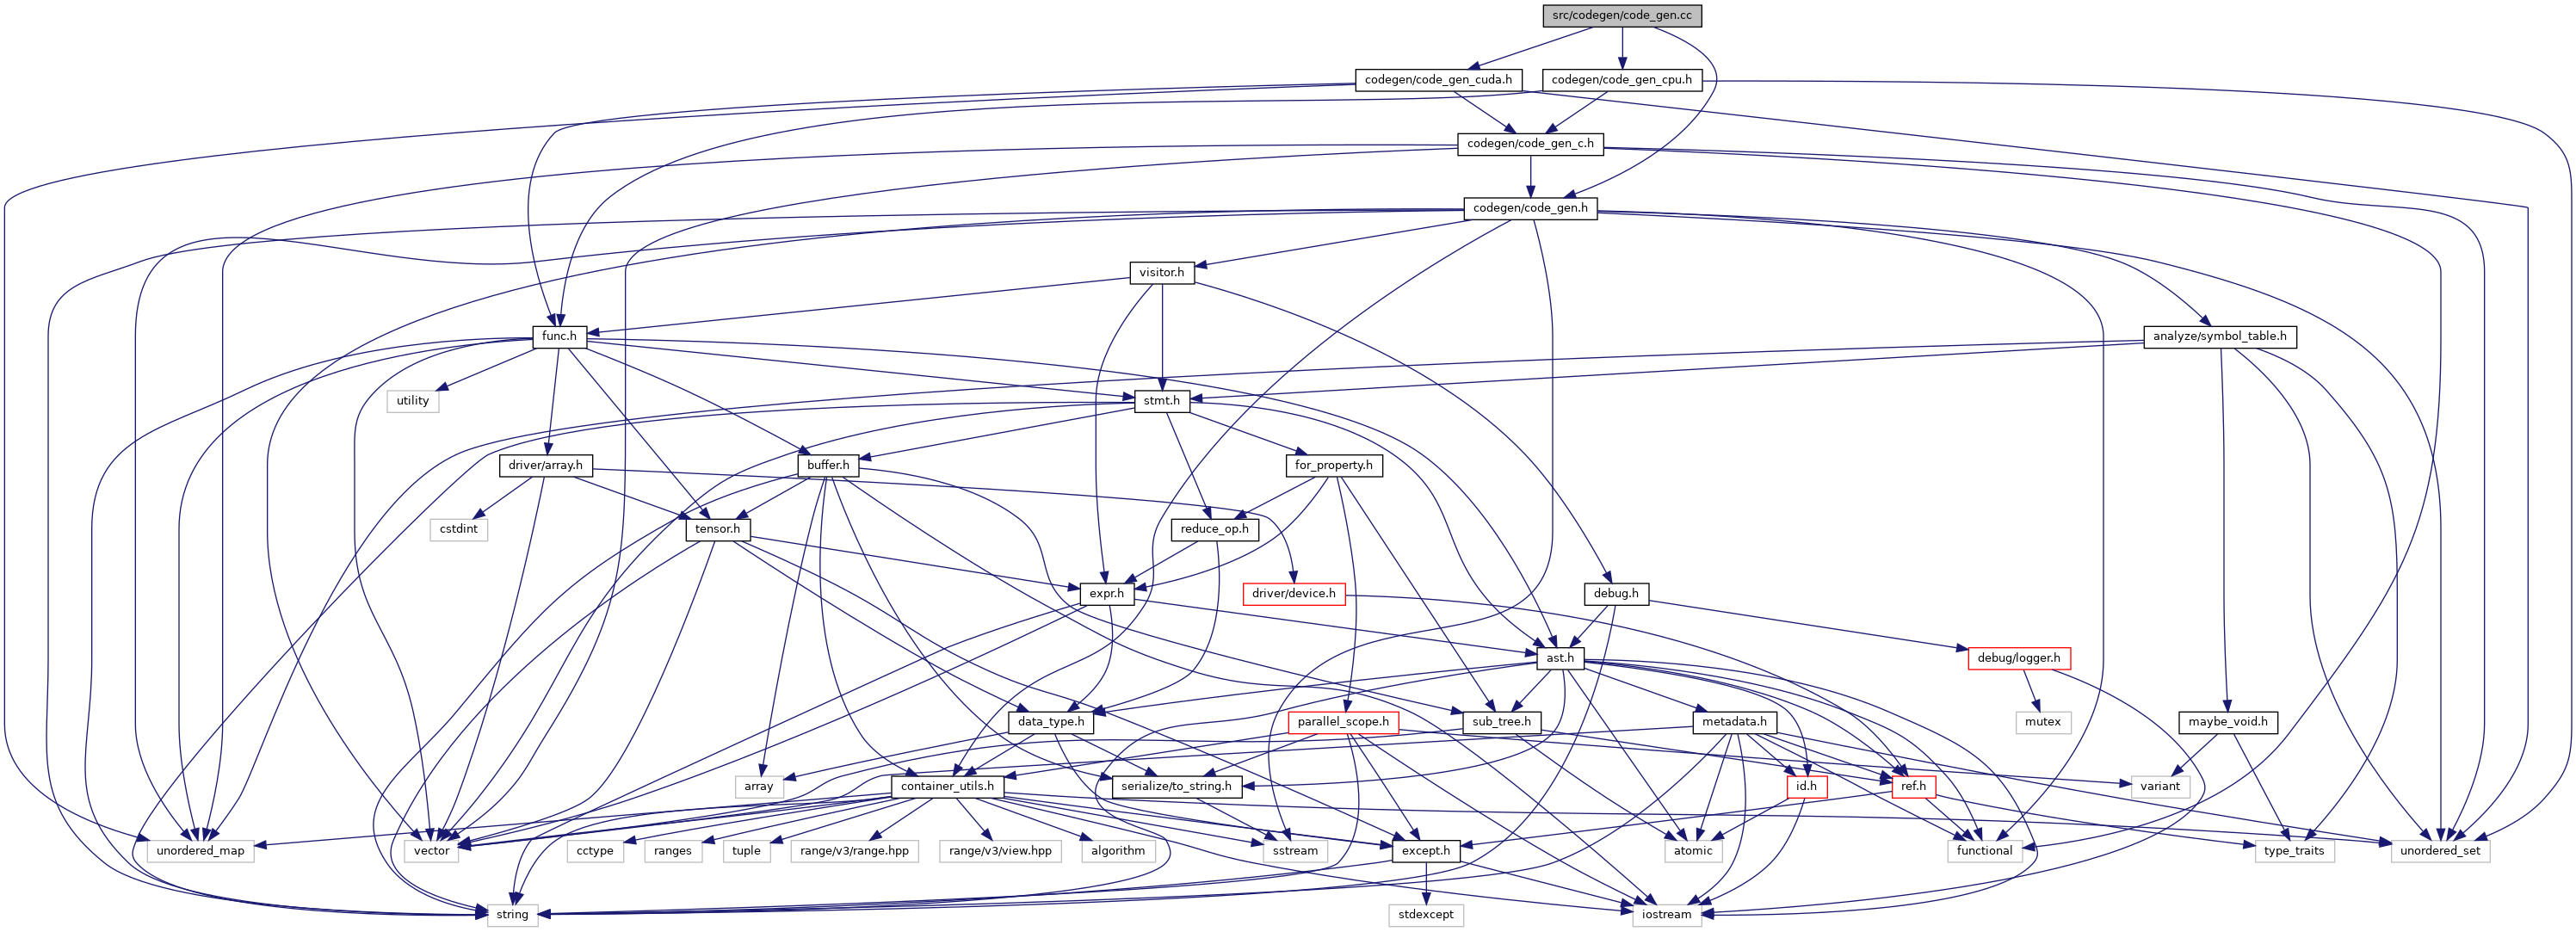 src/codegen/code_gen.cc
codegen/code_gen_cuda.h
codegen/code_gen_cpu.h
codegen/code_gen_c.h
codegen/code_gen.h
visitor.h
func.h
analyze/symbol_table.h
utility
stmt.h
driver/array.h
buffer.h
for_property.h
cstdint
tensor.h
reduce_op.h
expr.h
driver/device.h
debug.h
ast.h
debug/logger.h
data_type.h
parallel_scope.h
sub_tree.h
metadata.h
mutex
maybe_void.h
array
container_utils.h
serialize/to_string.h
id.h
ref.h
variant
unordered_map
vector
cctype
ranges
tuple
range/v3/range.hpp
range/v3/view.hpp
algorithm
sstream
except.h
atomic
functional
type_traits
unordered_set
string
stdexcept
iostream